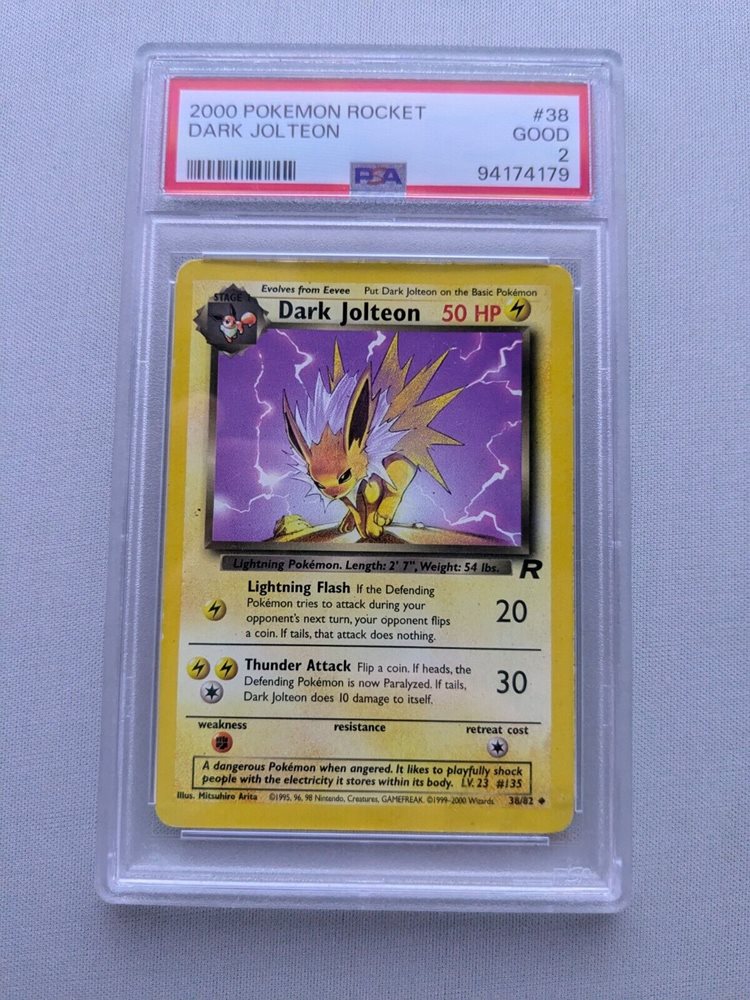 2000 POKEMON ROCKET #38
DARK JOLTEON GOOD
2
PSA 94174179
Evolves from Eevee Put Dark Jolteon on the Basic Pokémon
STAGE 1
Dark Jolteon 50 HP
Lightning Pokémon. Length: 2' 7", Weight: 54 lbs.
R
Lightning Flash If the Defending
Pokémon tries to attack during your
opponent's next turn, your opponent flips
a coin. If tails, that attack does nothing.
20
Thunder Attack Flip a coin. If heads, the
Defending Pokémon is now Paralyzed. If tails,
Dark Jolteon does 10 damage to itself.
30
weakness resistance retreat cost
A dangerous Pokémon when angered. It likes to playfully shock
people with the electricity it stores within its body. LV. 23 #135
Illus. Mitsuhiro Arita ©1995, 96, 98 Nintendo, Creatures, GAMEFREAK. ©1999-2000 Wizards. 38/82